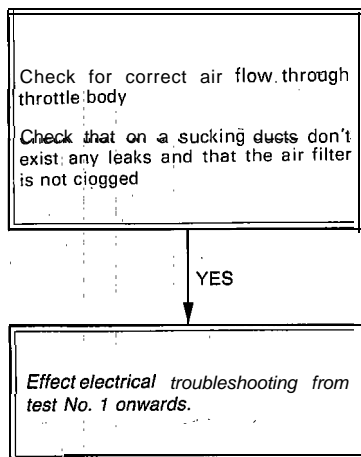 Check for correct air flow through
throttle body
Check that on a sucking ducts don't
exist any leaks and that the air filter
is not clogged
YES
Effect electrical troubleshooting from
test No. 1 onwards.